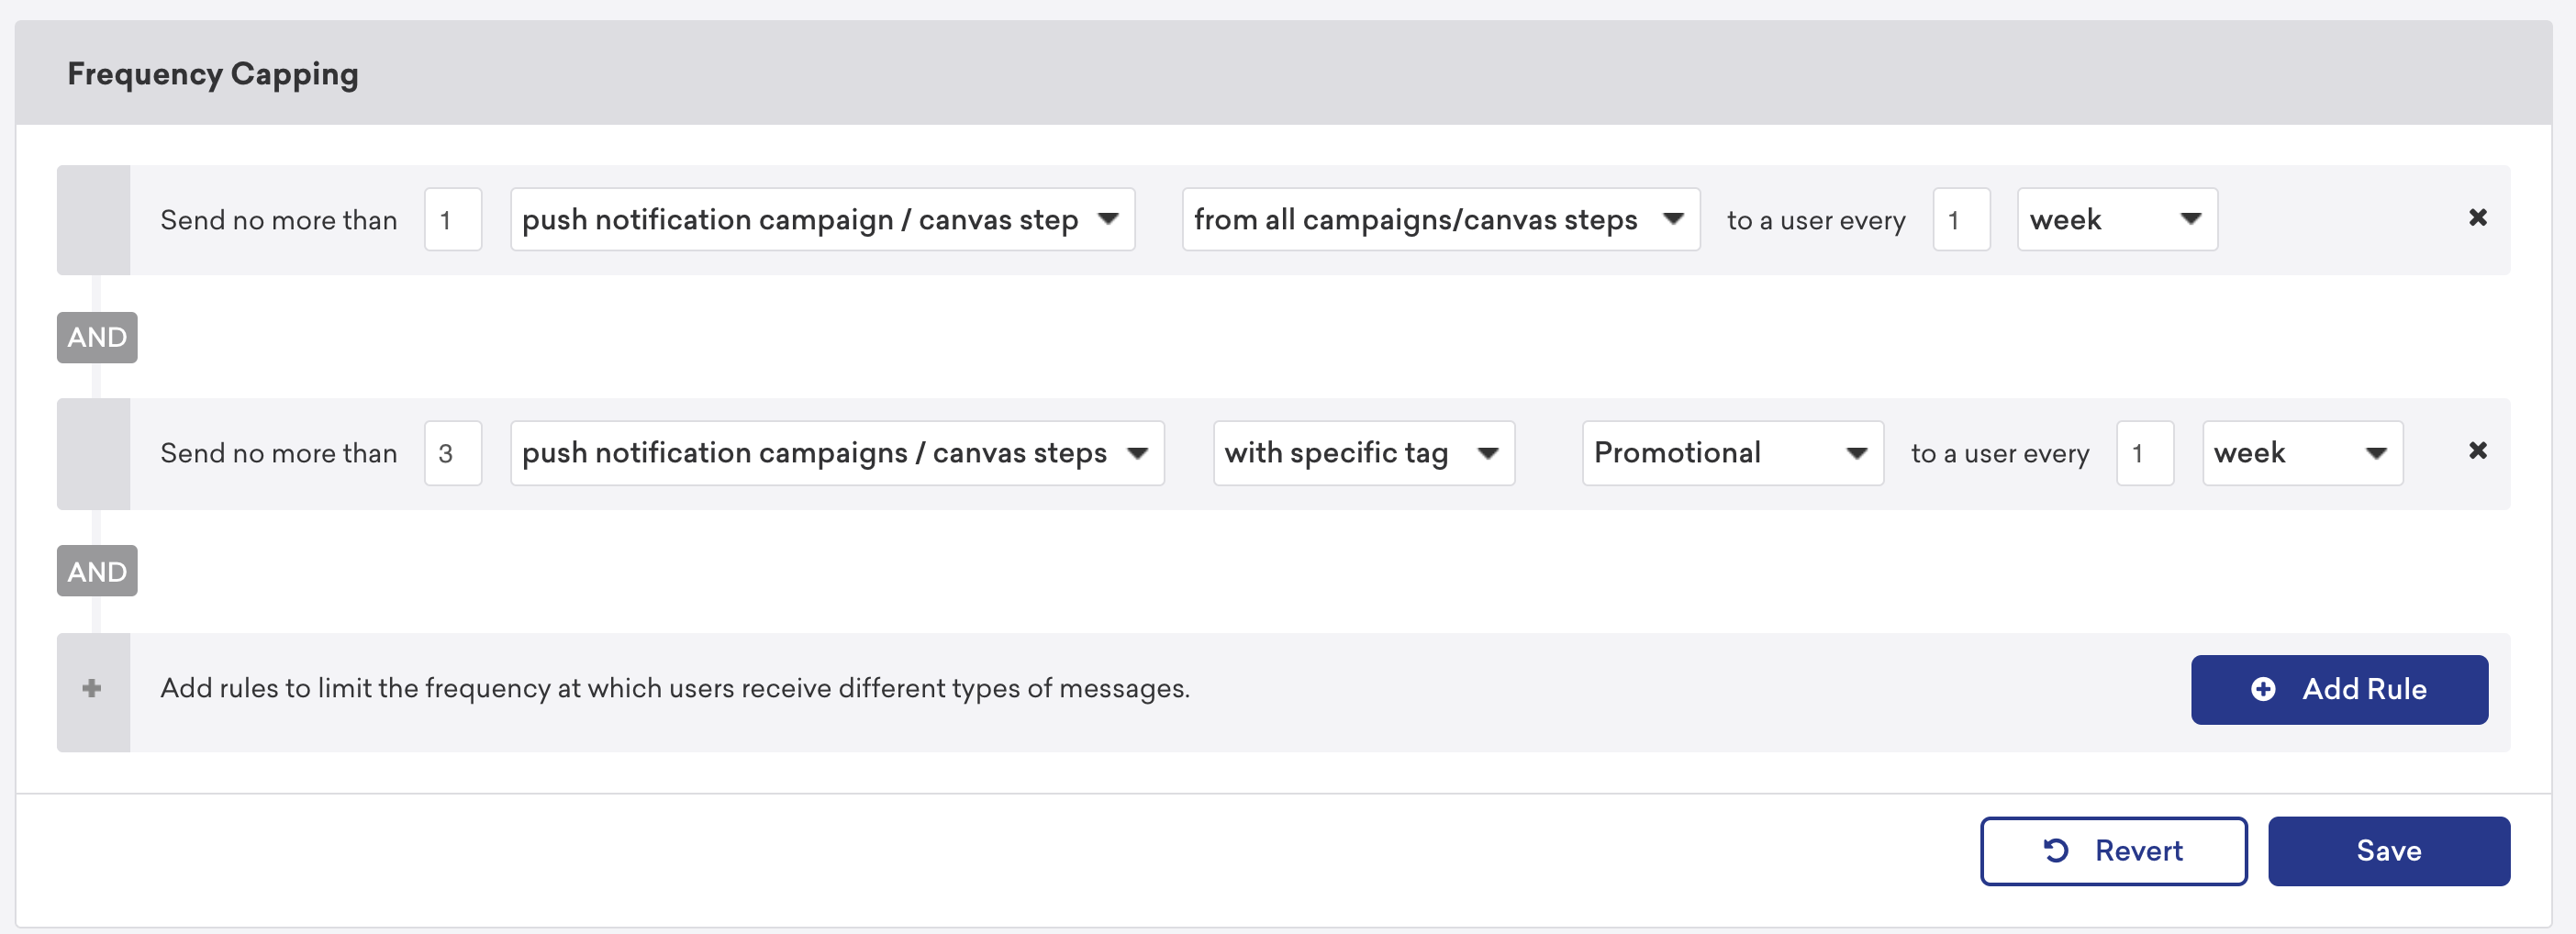 Frequency Capping
Send no more than 1 push notification campaign / canvas step from all campaigns/canvas steps to a user every 1 week
AND
Send no more than 3 push notification campaigns / canvas steps with specific tag Promotional to a user every 1 week
AND
Add rules to limit the frequency at which users receive different types of messages. Add Rule
Revert Save